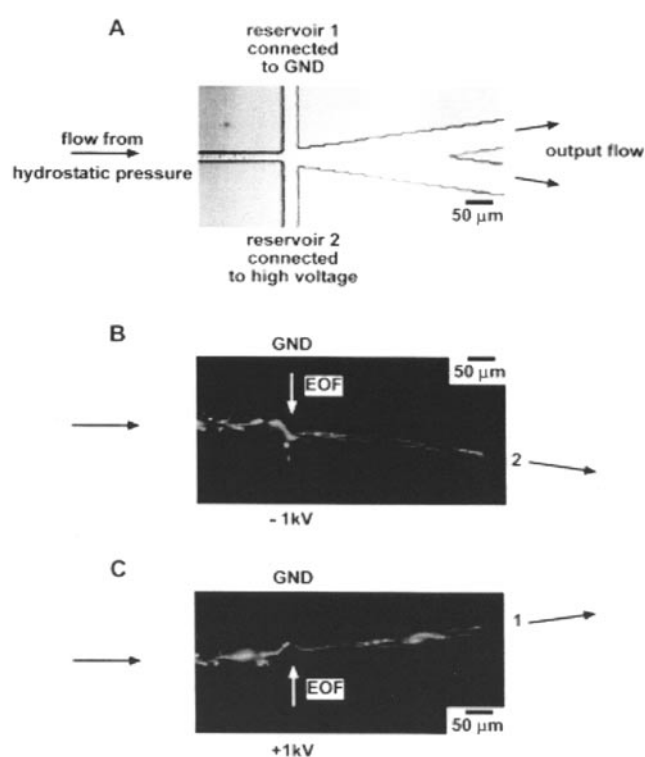 A
reservoir 1
connected
to GND
flow from
hydrostatic pressure
output flow
50 μm
reservoir 2
connected
to high voltage
B
GND
50 μm
EOF
2
- 1kV
C
GND
1
EOF
50 μm
+1kV